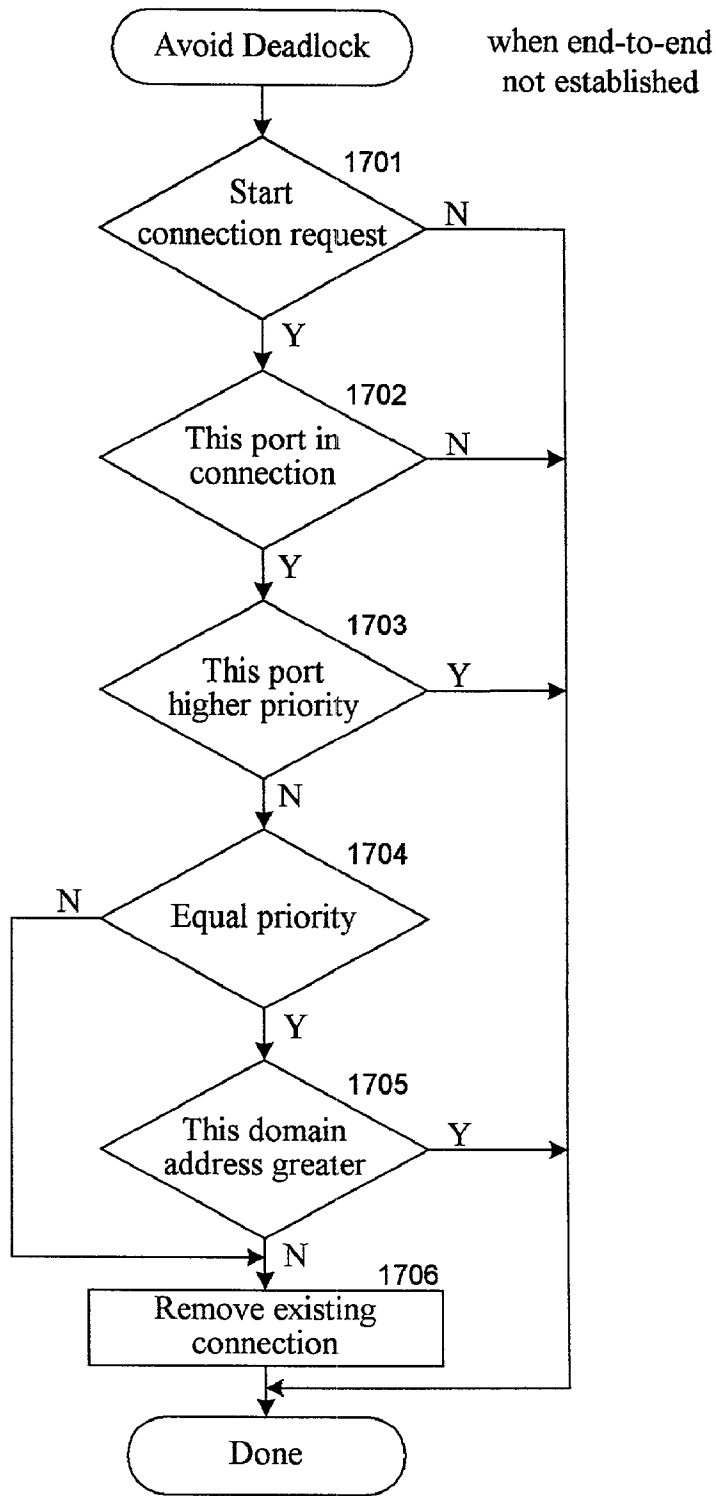 Avoid Deadlock
when end-to-end
not established
1701
Start
connection request
N
Y
1702
This port in
connection
N
Y
1703
This port
higher priority
Y
N
1704
N
Equal priority
Y
1705
This domain
address greater
Y
N
1706
Remove existing
connection
Done